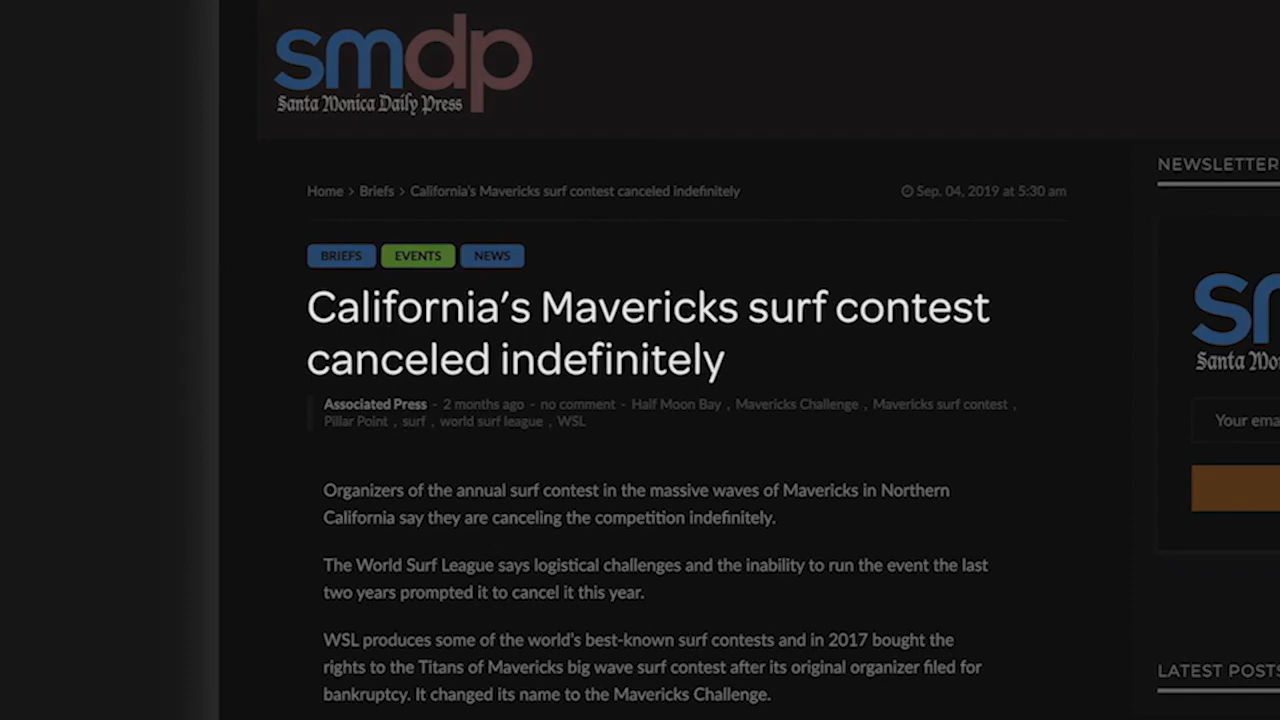 smdp
Santa Monica Daily Press
NEWSLETTER
Home > Briefs > California's Mavericks surf contest canceled indefinitely
Sep. 04, 2019 at 5:30 am
BRIEFS EVENTS NEWS
California's Mavericks surf contest
canceled indefinitely
Associated Press - 2 months ago - no comment - Half Moon Bay , Mavericks Challenge , Mavericks surf contest ,
Pillar Point , surf , world surf league , WSL
Santa Mo
Your ema
Organizers of the annual surf contest in the massive waves of Mavericks in Northern
California say they are canceling the competition indefinitely.
The World Surf League says logistical challenges and the inability to run the event the last
two years prompted it to cancel it this year.
WSL produces some of the world's best-known surf contests and in 2017 bought the
rights to the Titans of Mavericks big wave surf contest after its original organizer filed for
bankruptcy. It changed its name to the Mavericks Challenge.
LATEST POSTS